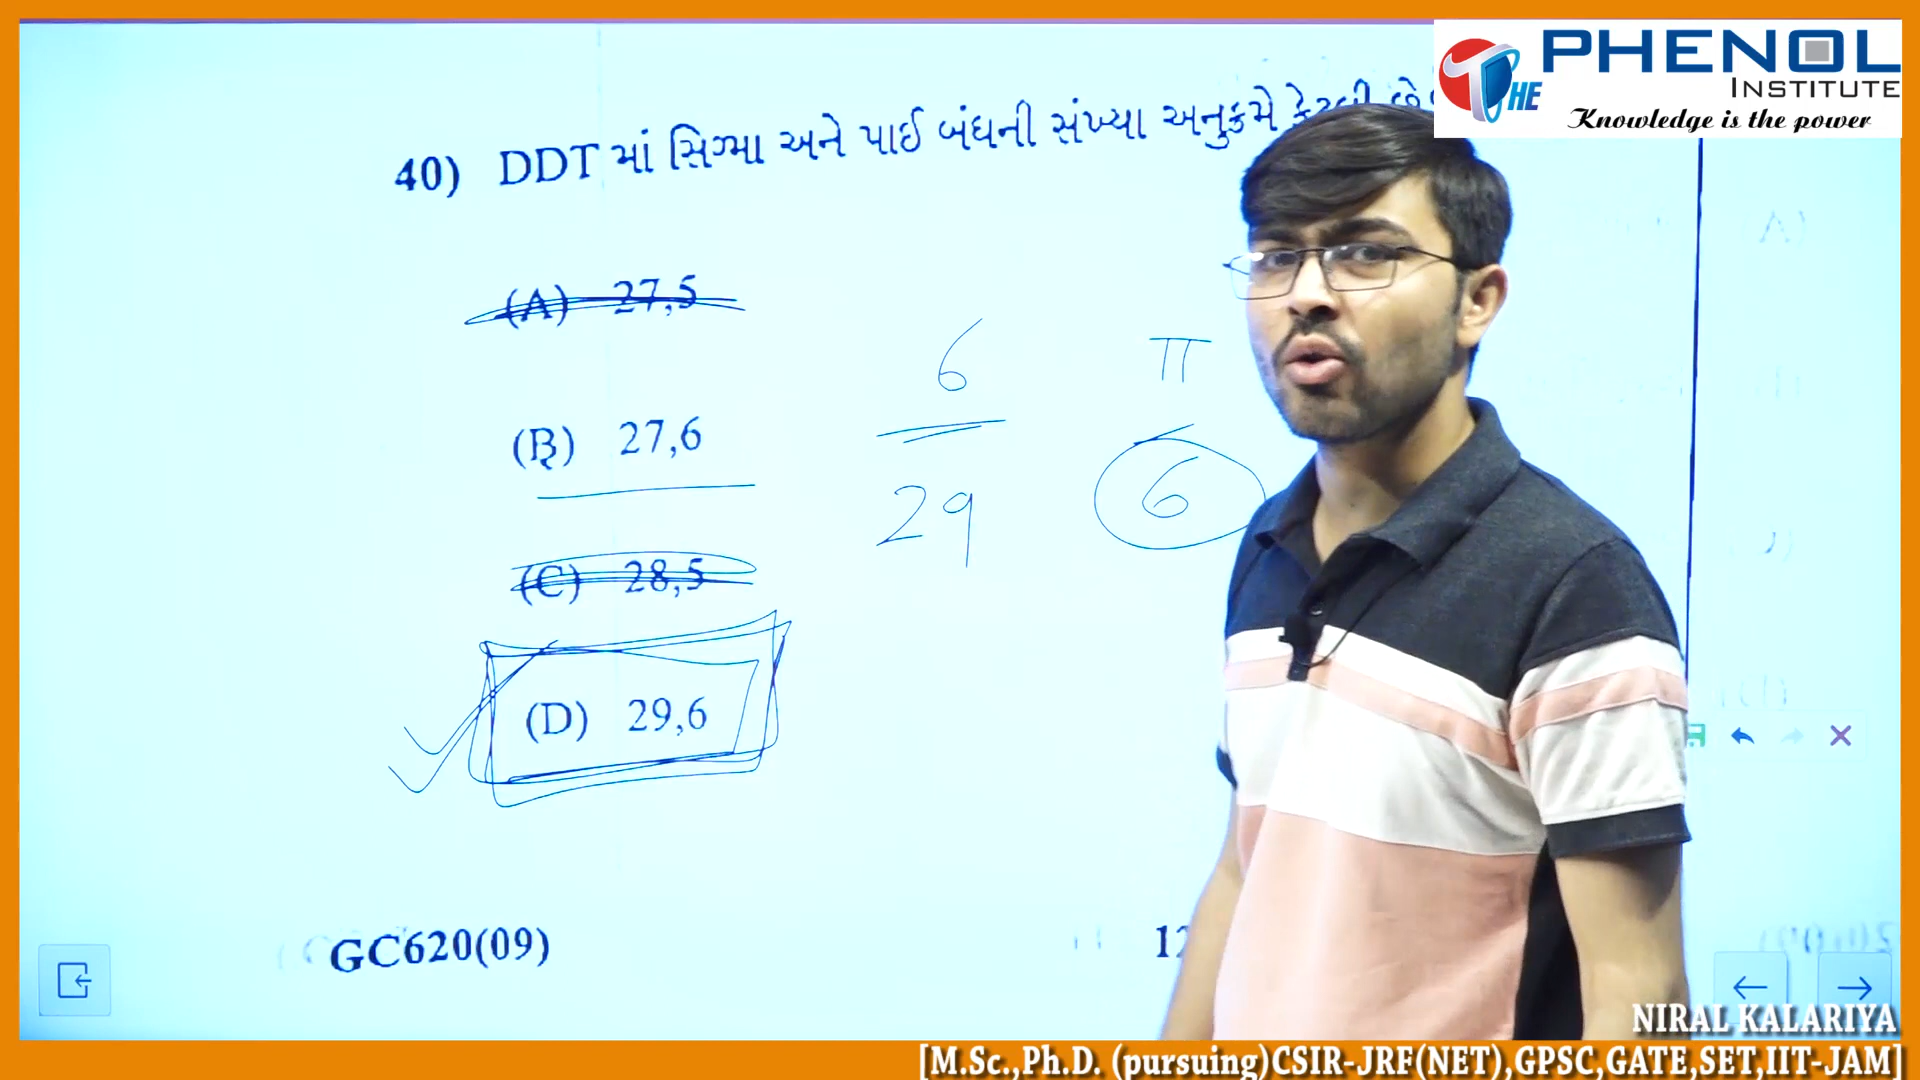 THE PHENOL
INSTITUTE
Knowledge is the power
40) DDT માં સિગ્મા અને પાઈ બંધની સંખ્યા અનુક્રમે કેટલી છે
(A) 27,5
(B) 27,6
(C) 28,5
(D) 29,6
6 π
29 6
GC620(09)
NIRAL KALARIYA
[M.Sc.,Ph.D. (pursuing)CSIR-JRF(NET),GPSC,GATE,SET,IIT-JAM]